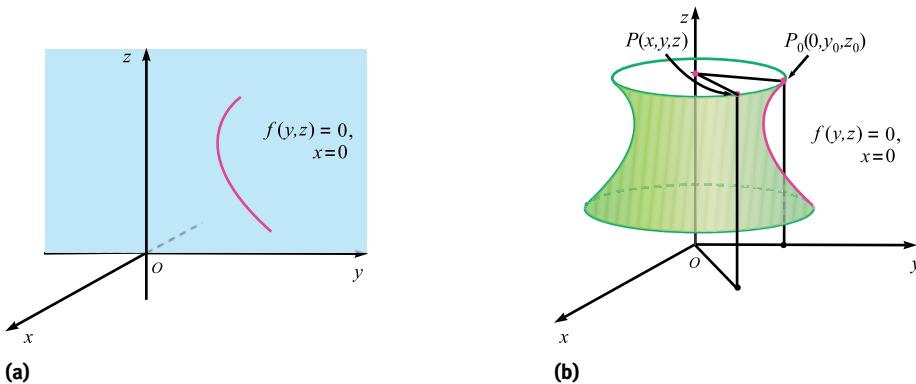 z
f(y,z) = 0,
x=0
O
y
x
(a)
z
P(x,y,z)
P₀(0,y₀,z₀)
f(y,z) = 0,
x=0
O
y
x
(b)